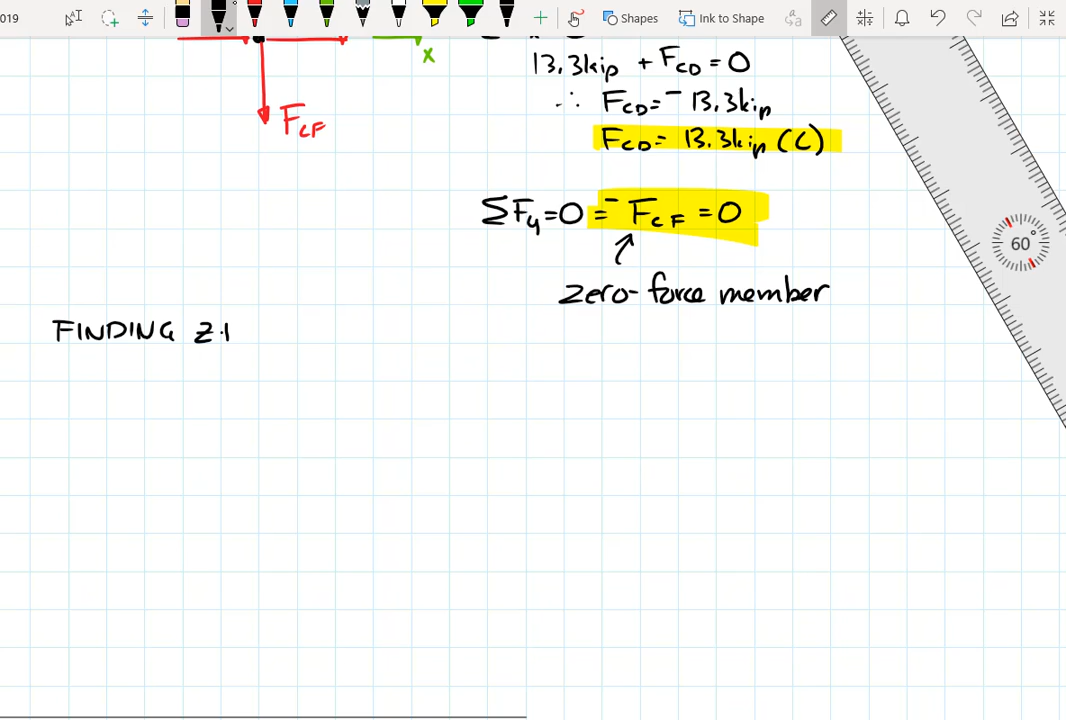 019
Shapes
Ink to Shape
x
F_CF
13.3kip + F_CD = 0
∴ F_CD = - 13.3kip
F_CD = 13.3kip (C)
ΣF_y = 0 = - F_CF = 0
zero-force member
FINDING
60°